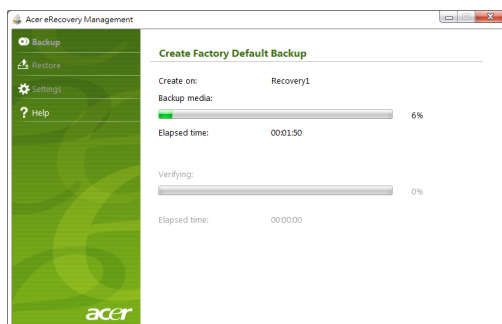 Acer eRecovery Management
Backup
Restore
Settings
? Help
Create Factory Default Backup
Create on: Recovery1
Backup media:
6%
Elapsed time: 00:01:50
Verifying:
0%
Elapsed time: 00:00:00
acer